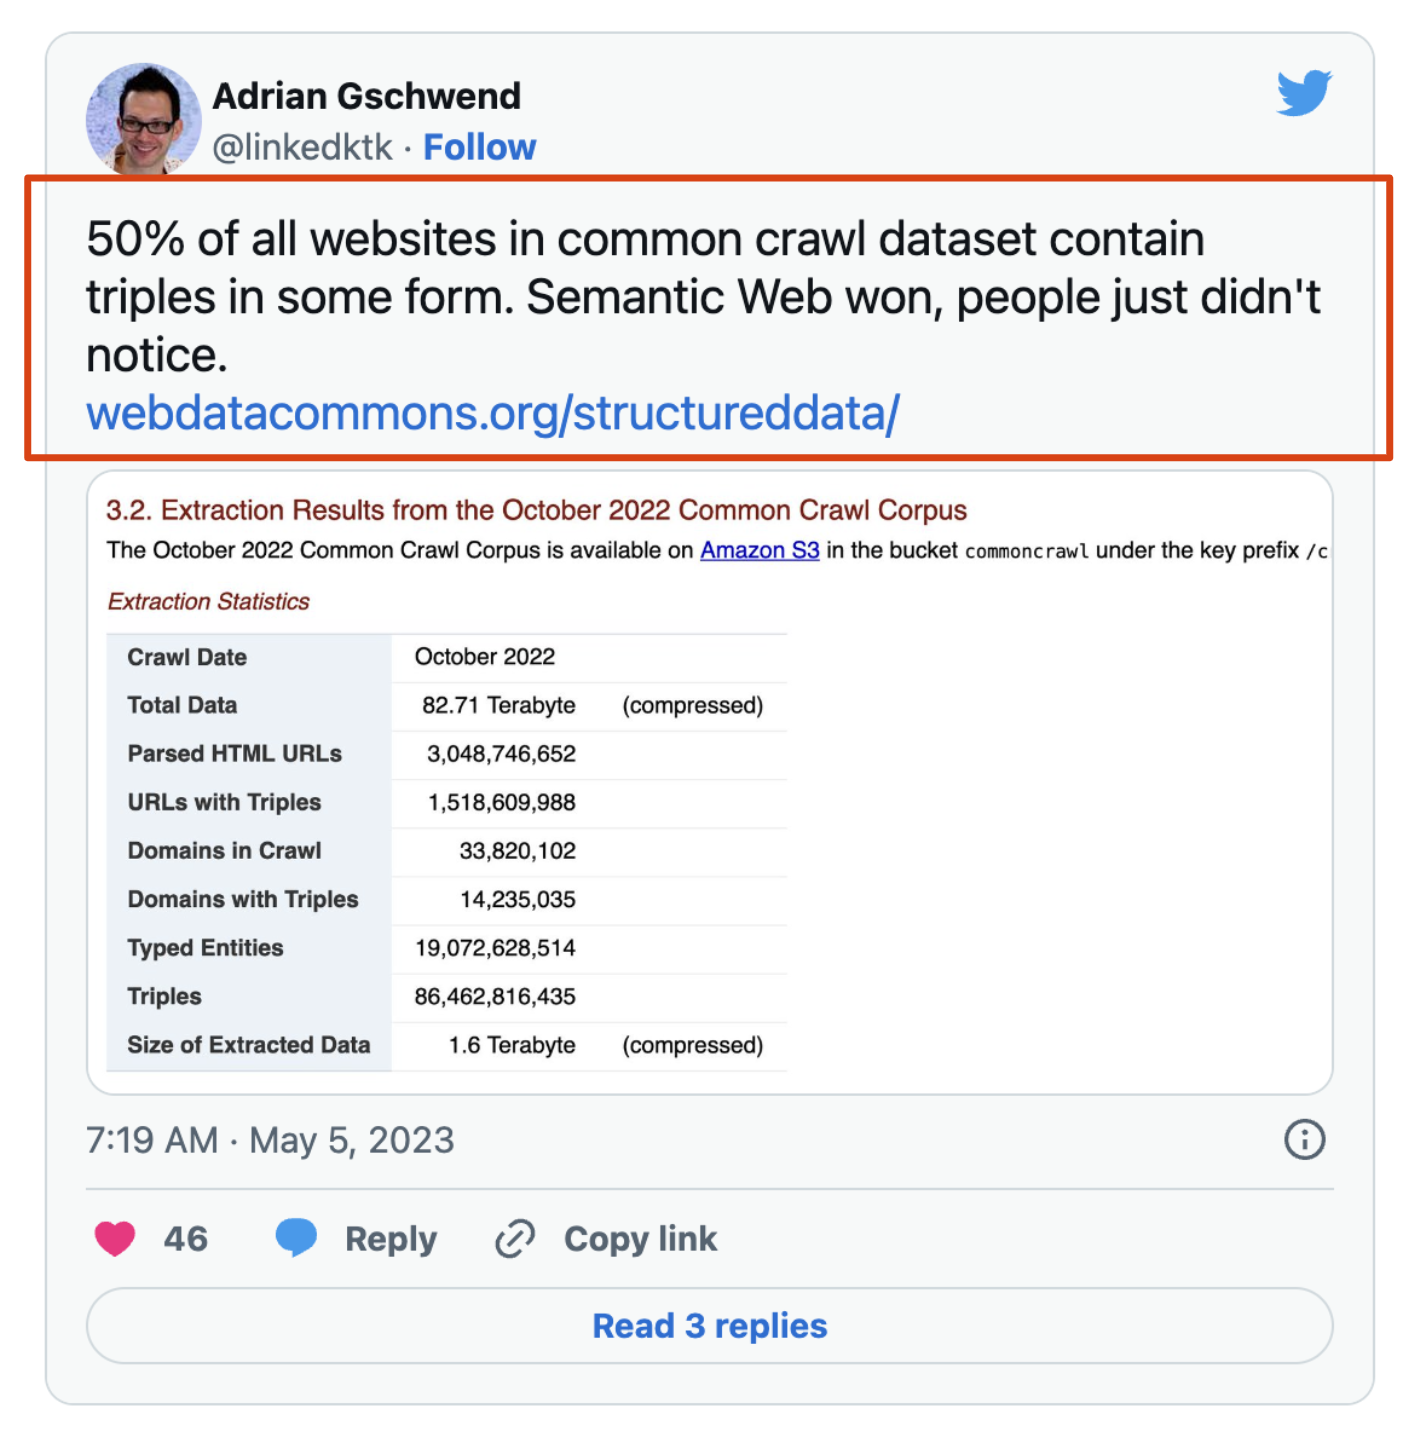 Adrian Gschwend
@linkedktk · Follow
50% of all websites in common crawl dataset contain
triples in some form. Semantic Web won, people just didn't
notice.
webdatacommons.org/structureddata/
3.2. Extraction Results from the October 2022 Common Crawl Corpus
The October 2022 Common Crawl Corpus is available on Amazon S3 in the bucket commoncrawl under the key prefix /c
Extraction Statistics
Crawl Date October 2022
Total Data 82.71 Terabyte (compressed)
Parsed HTML URLs 3,048,746,652
URLs with Triples 1,518,609,988
Domains in Crawl 33,820,102
Domains with Triples 14,235,035
Typed Entities 19,072,628,514
Triples 86,462,816,435
Size of Extracted Data 1.6 Terabyte (compressed)
7:19 AM · May 5, 2023
46 Reply Copy link
Read 3 replies